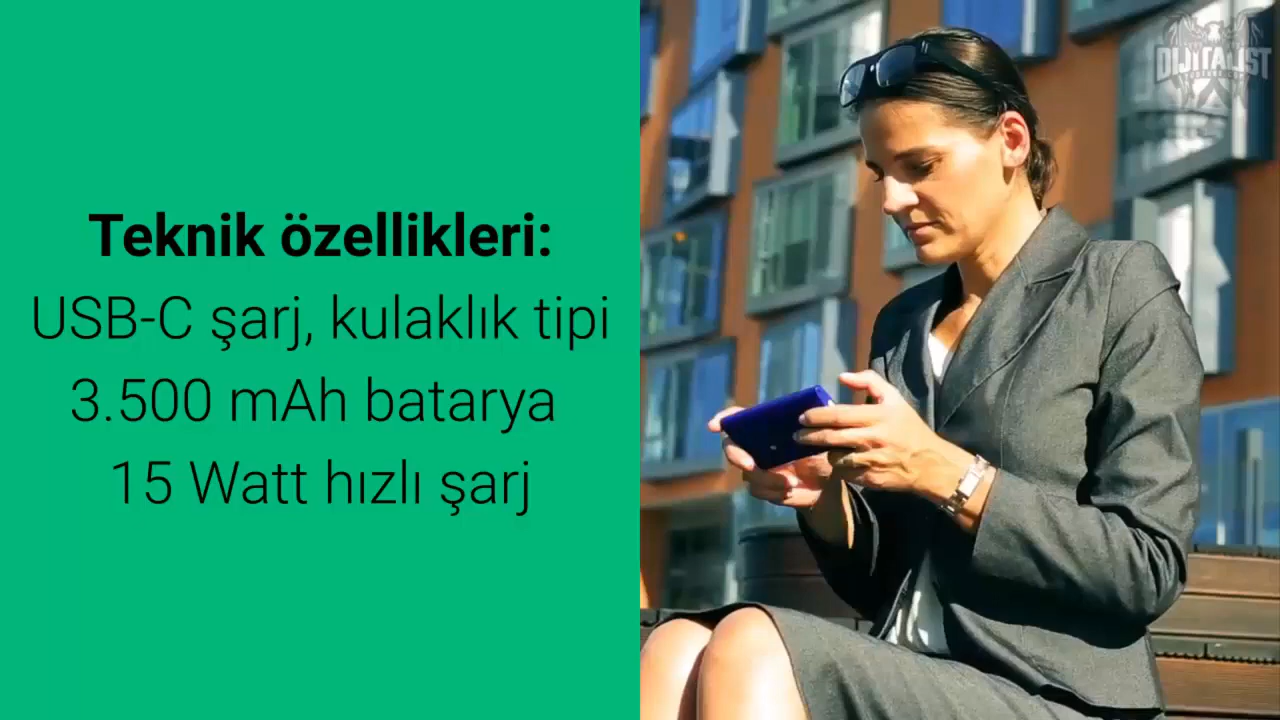 Teknik özellikleri:
USB-C şarj, kulaklık tipi
3.500 mAh batarya
15 Watt hızlı şarj
DIJITALIST